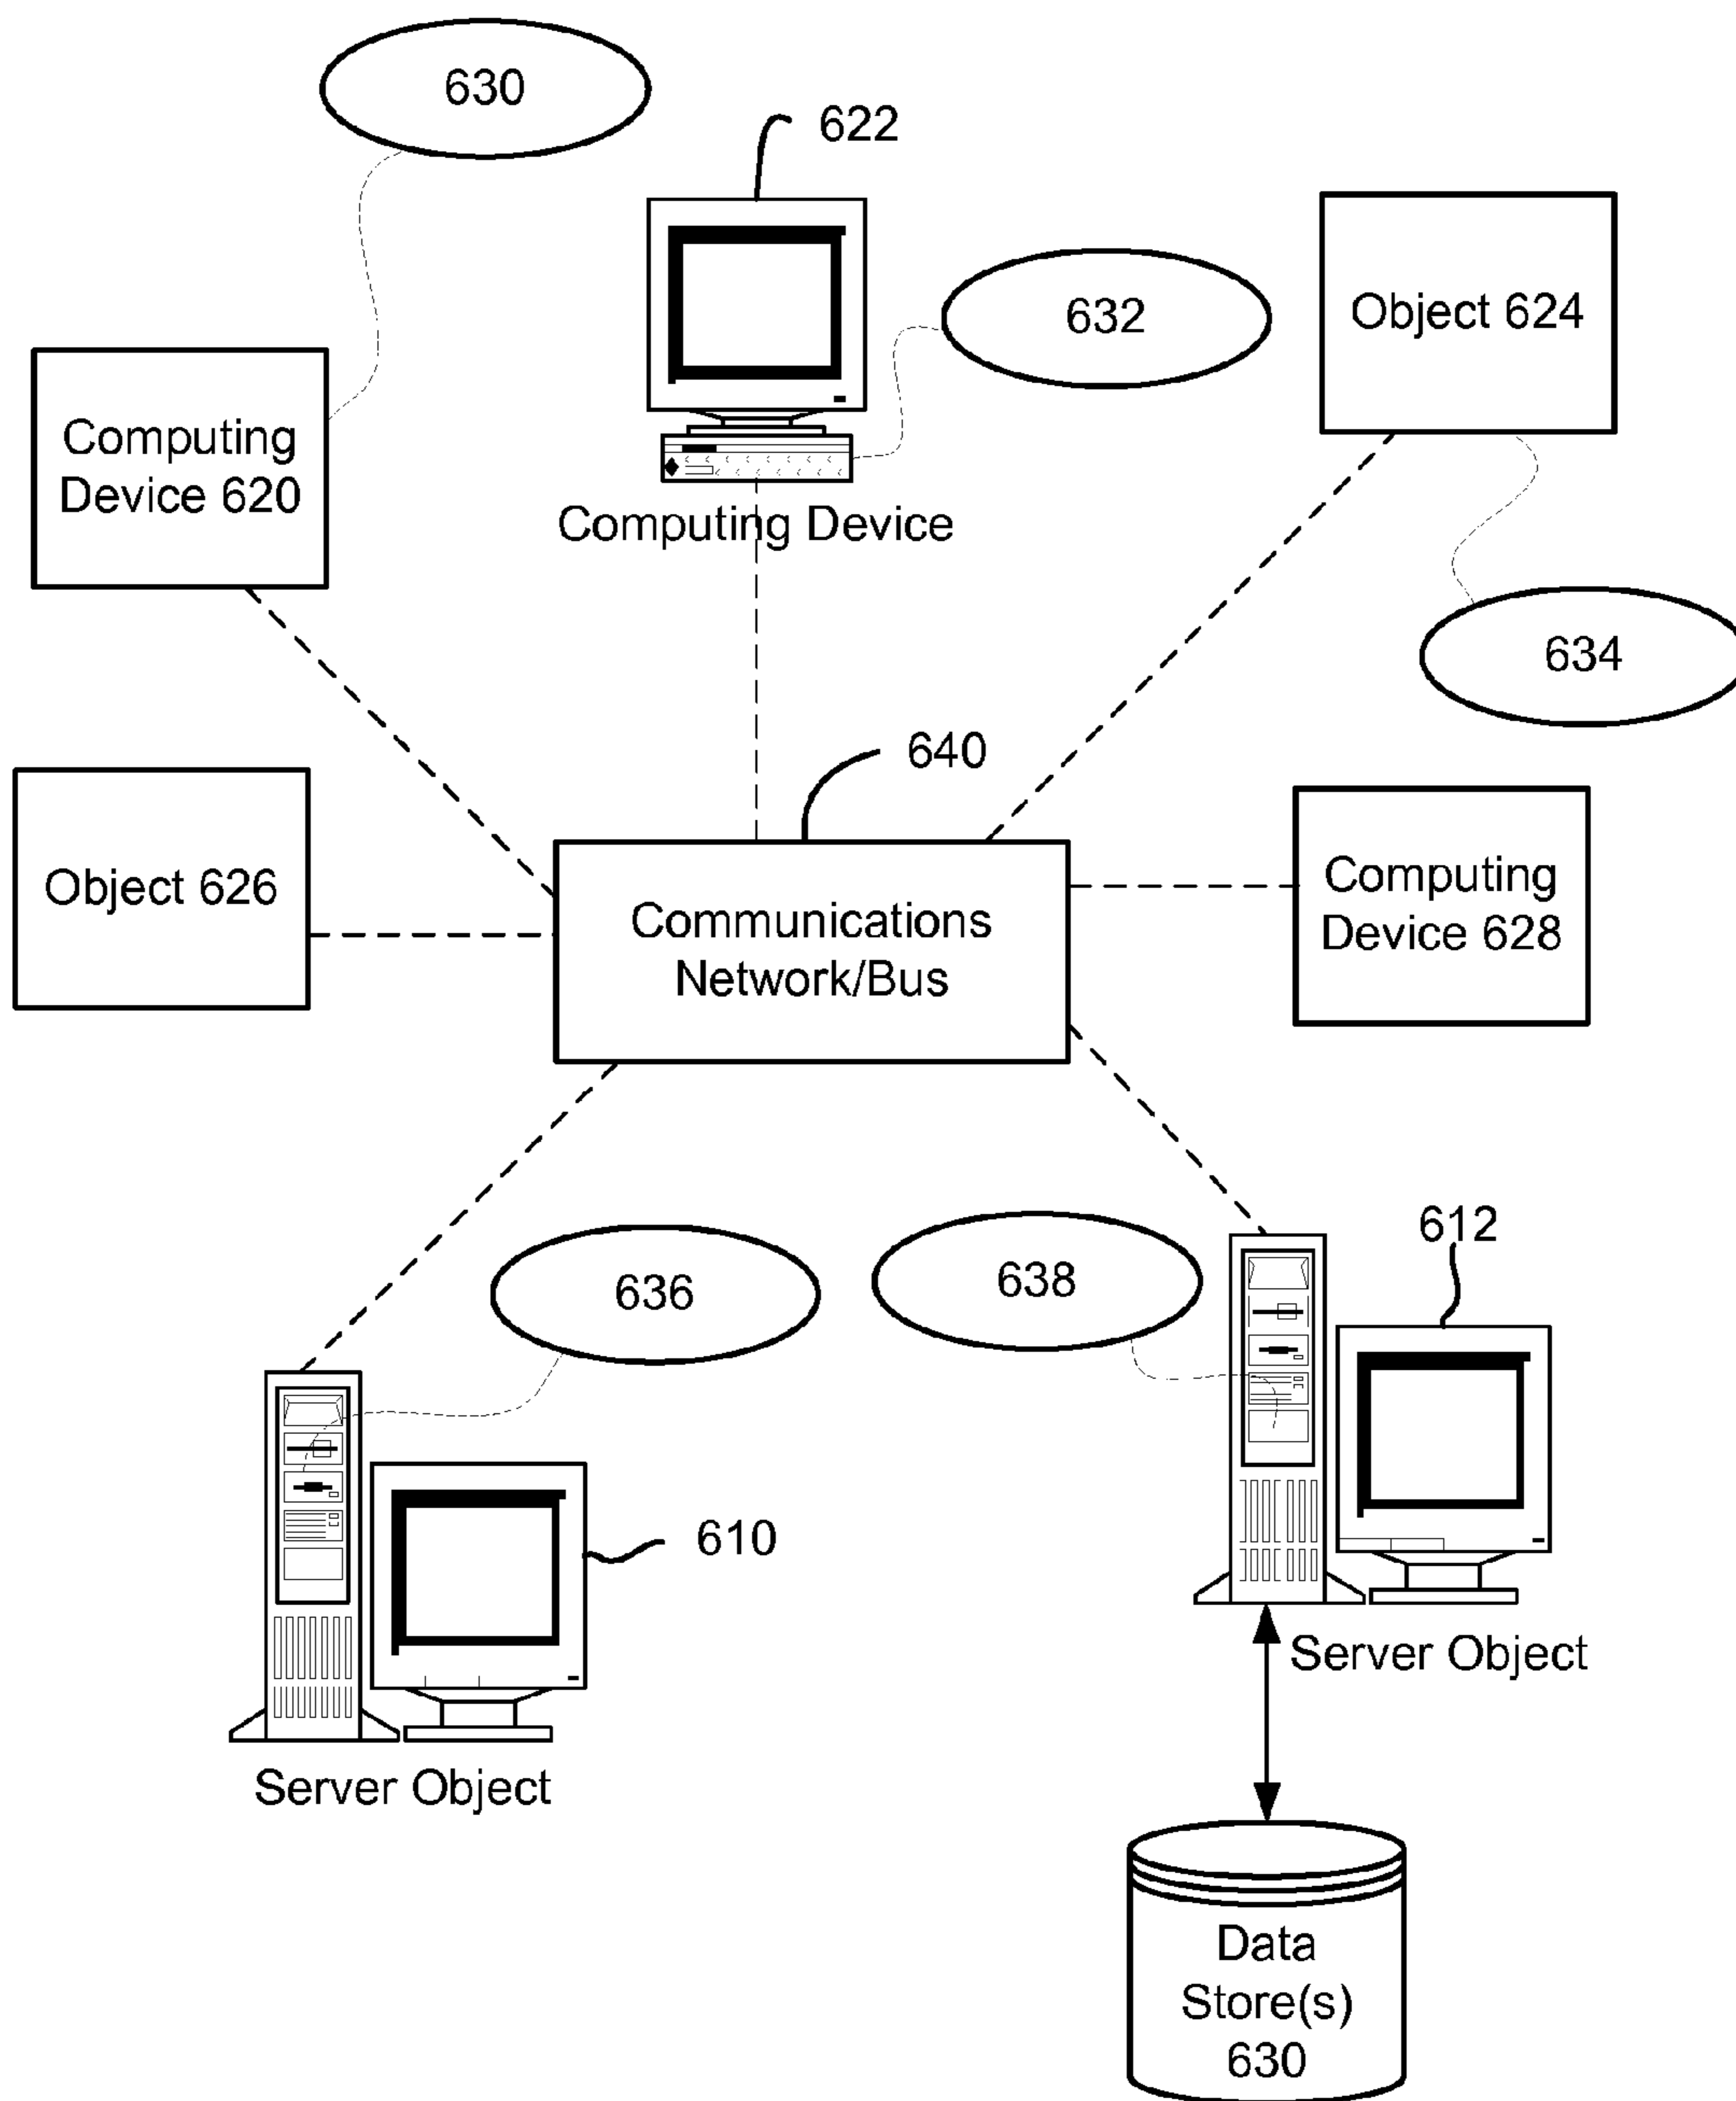 630
622
632
Object 624
Computing
Device 620
Computing Device
634
640
Object 626
Communications
Network/Bus
Computing
Device 628
636
638
612
610
Server Object
Server Object
Data
Store(s)
630